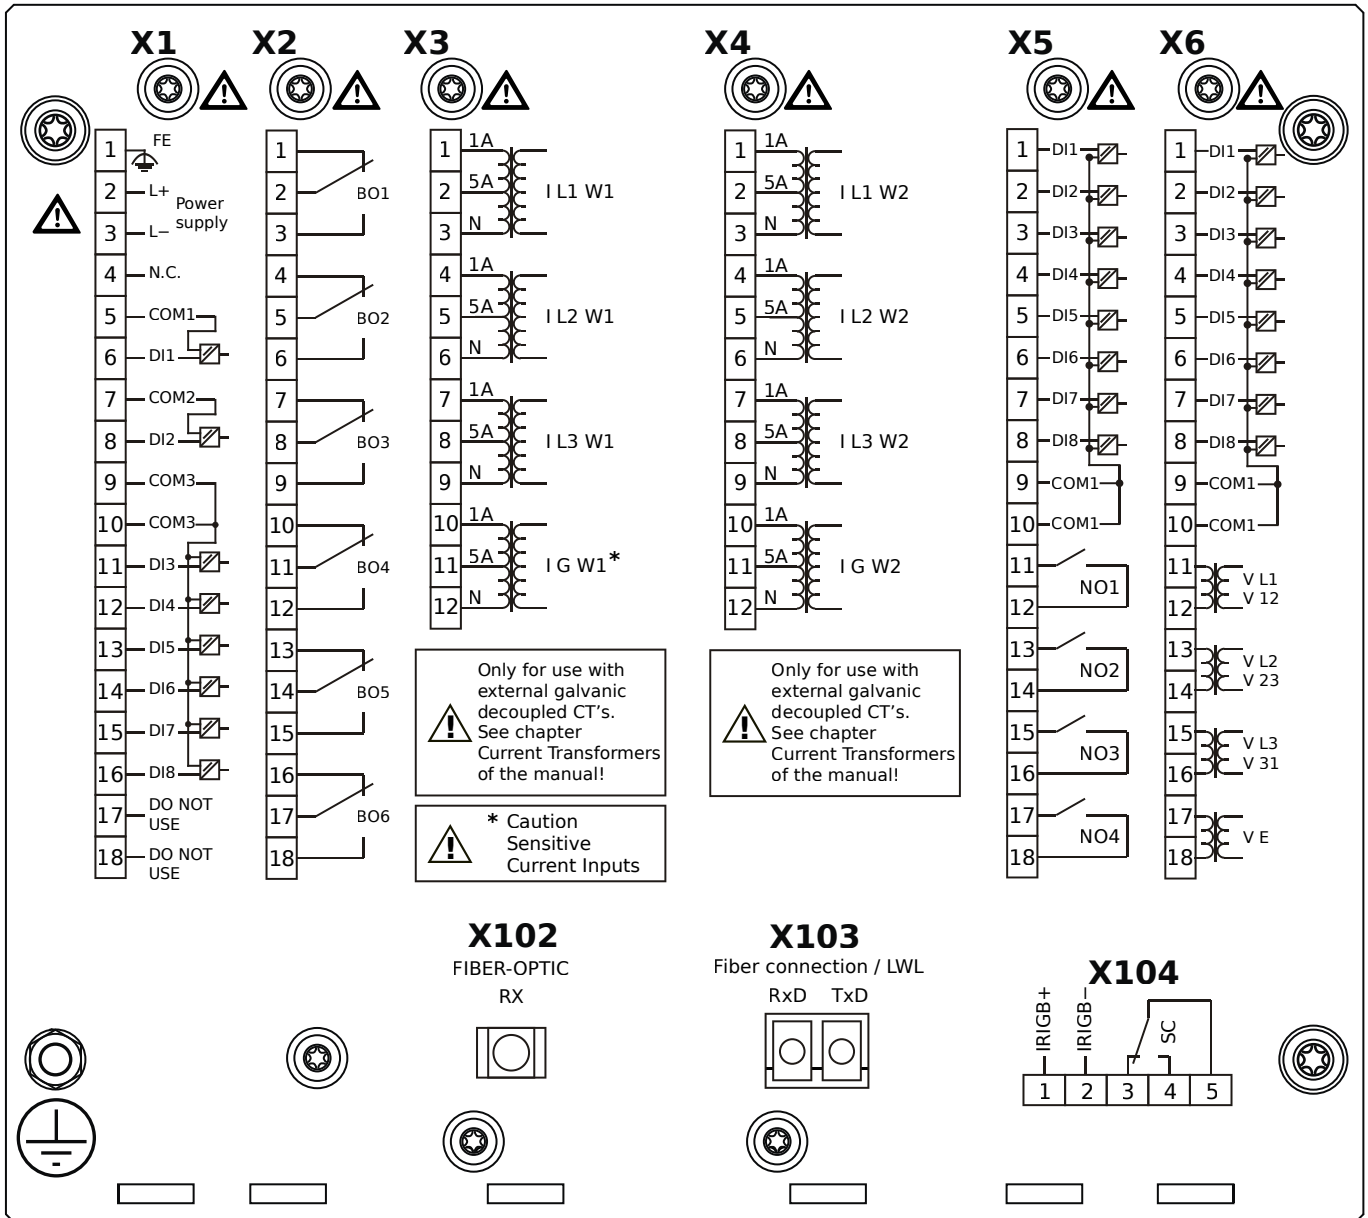 X1
X2
X3
X4
X5
X6
1 FE
2 L+
Power
supply
3 L−
4 N.C.
5 COM1
6 DI1
7 COM2
8 DI2
9 COM3
10 COM3
11 DI3
12 DI4
13 DI5
14 DI6
15 DI7
16 DI8
17 DO NOT
USE
18 DO NOT
USE
1
2 BO1
3
4
5 BO2
6
7
8 BO3
9
10
11 BO4
12
13
14 BO5
15
16
17 BO6
18
1 1A
2 5A I L1 W1
3 N
4 1A
5 5A I L2 W1
6 N
7 1A
8 5A I L3 W1
9 N
10 1A
11 5A I G W1*
12 N
Only for use with
external galvanic
decoupled CT's.
See chapter
Current Transformers
of the manual!
* Caution
Sensitive
Current Inputs
1 1A
2 5A I L1 W2
3 N
4 1A
5 5A I L2 W2
6 N
7 1A
8 5A I L3 W2
9 N
10 1A
11 5A I G W2
12 N
Only for use with
external galvanic
decoupled CT's.
See chapter
Current Transformers
of the manual!
1 DI1
2 DI2
3 DI3
4 DI4
5 DI5
6 DI6
7 DI7
8 DI8
9 COM1
10 COM1
11
NO1
12
13
NO2
14
15
NO3
16
17
NO4
18
1 DI1
2 DI2
3 DI3
4 DI4
5 DI5
6 DI6
7 DI7
8 DI8
9 COM1
10 COM1
11 V L1
12 V 12
13 V L2
14 V 23
15 V L3
16 V 31
17
V E
18
X102
FIBER-OPTIC
RX
X103
Fiber connection / LWL
RxD TxD
X104
IRIGB+
IRIGB−
SC
1 2 3 4 5